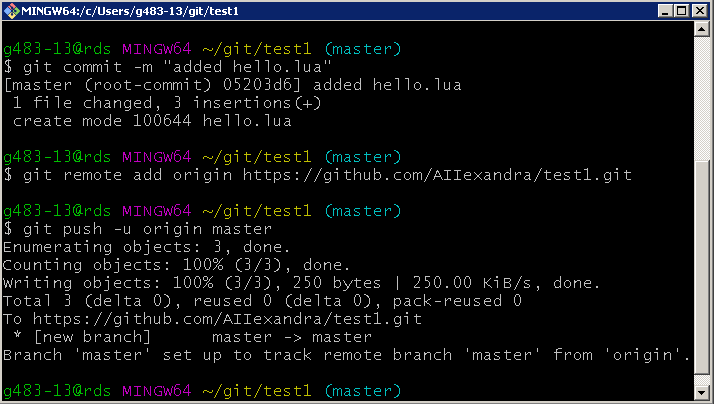 MINGW64:/c/Users/g483-13/git/test1
g483-13@rds MINGW64 ~/git/test1 (master)
$ git commit -m "added hello.lua"
[master (root-commit) 05203d6] added hello.lua
 1 file changed, 3 insertions(+)
 create mode 100644 hello.lua
g483-13@rds MINGW64 ~/git/test1 (master)
$ git remote add origin https://github.com/AIIexandra/test1.git
g483-13@rds MINGW64 ~/git/test1 (master)
$ git push -u origin master
Enumerating objects: 3, done.
Counting objects: 100% (3/3), done.
Writing objects: 100% (3/3), 250 bytes | 250.00 KiB/s, done.
Total 3 (delta 0), reused 0 (delta 0), pack-reused 0
To https://github.com/AIIexandra/test1.git
 * [new branch]      master -> master
Branch 'master' set up to track remote branch 'master' from 'origin'.
g483-13@rds MINGW64 ~/git/test1 (master)